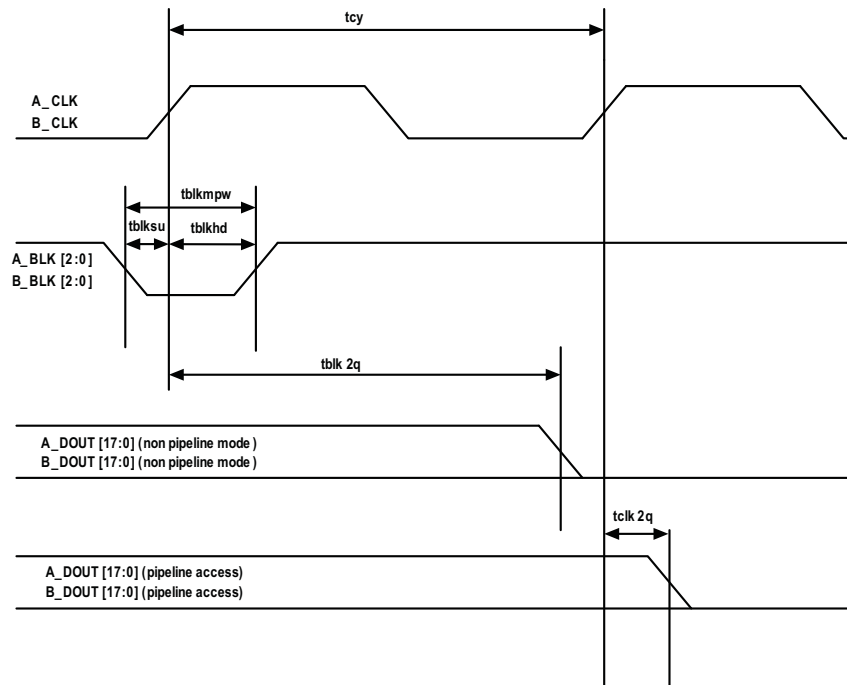 tcy
A_CLK
B_CLK
tblkmpw
tblksu
tblkhd
A_BLK [2:0]
B_BLK [2:0]
tblk 2q
A_DOUT [17:0] (non pipeline mode )
B_DOUT [17:0] (non pipeline mode )
tclk 2q
A_DOUT [17:0] (pipeline access)
B_DOUT [17:0] (pipeline access)